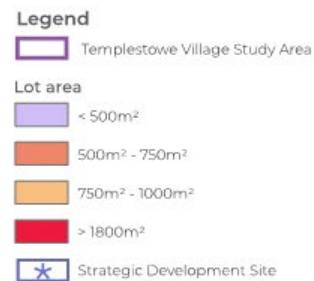 Legend
Templestowe Village Study Area
Lot area
< 500m²
500m² - 750m²
750m² - 1000m²
> 1800m²
Strategic Development Site